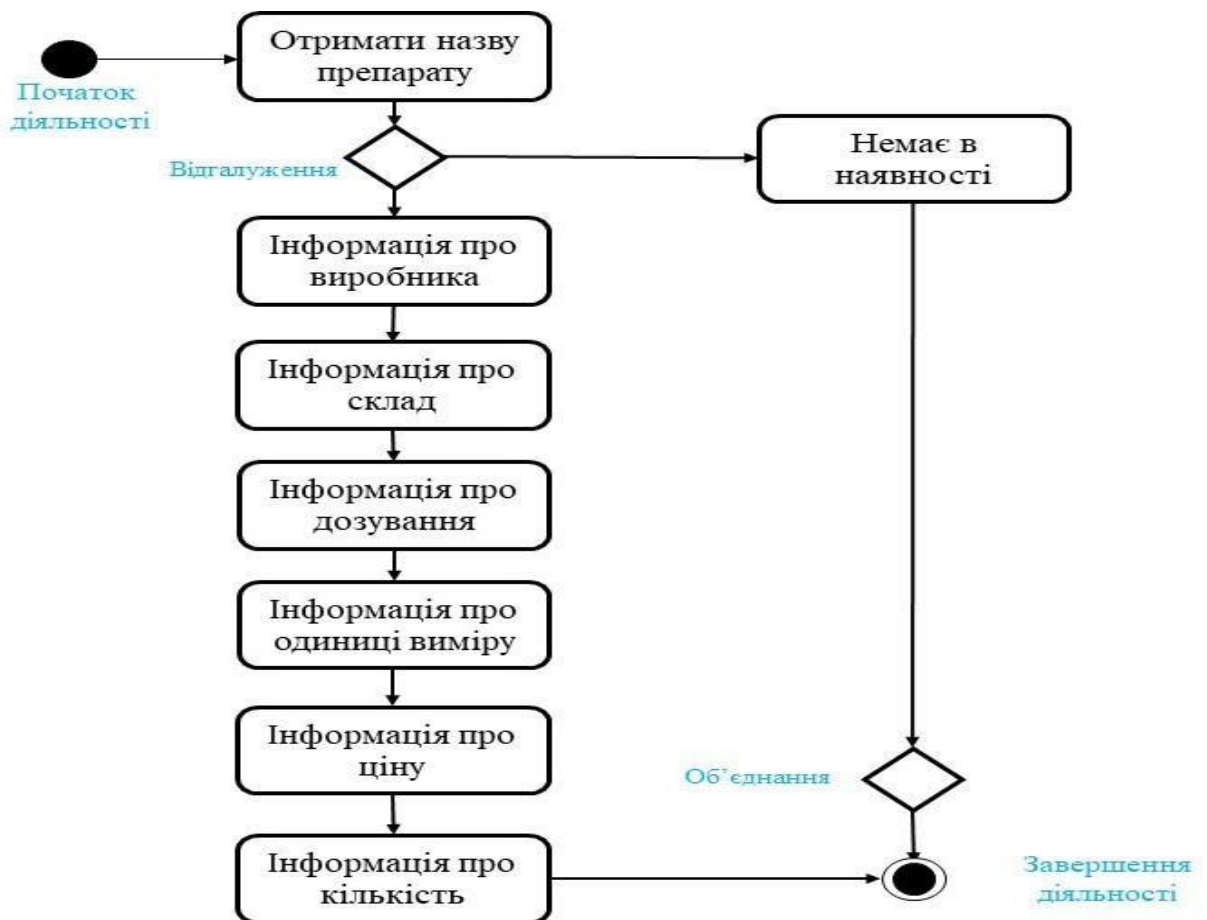 Отримати назву
препарату
Початок
діяльності
Відгалуження
Немає в
наявності
Інформація про
виробника
Інформація про
склад
Інформація про
дозування
Інформація про
одиниці виміру
Інформація про
ціну
Об’єднання
Інформація про
кількість
Завершення
діяльності